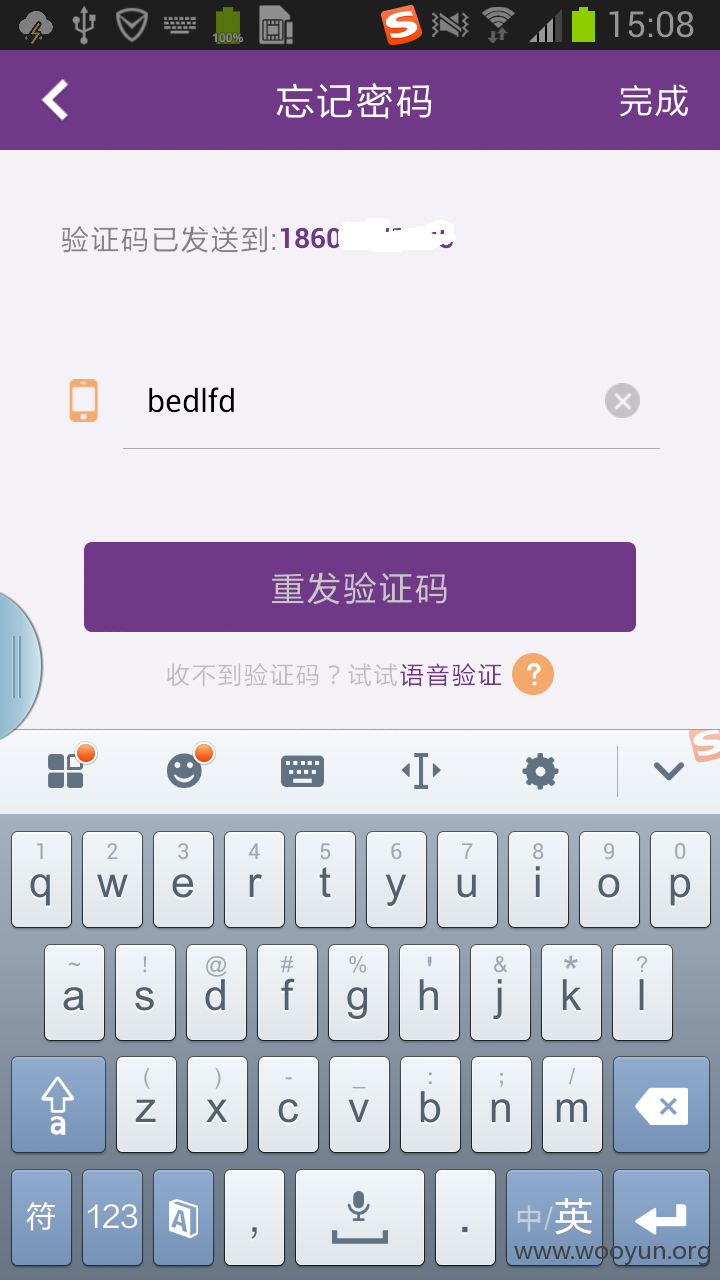 100%
15:08
忘记密码
完成
验证码已发送到:1860
bedlfd
重发验证码
收不到验证码？试试语音验证 ?
1 2 3 4 5 6 7 8 9 0
q w e r t y u i o p
~ ! @ # % ' & * ?
a s d f g h j k l
( ) - _ : ; /
a z x c v b n m
符 123 A , . 中/英
www.wooyun.org